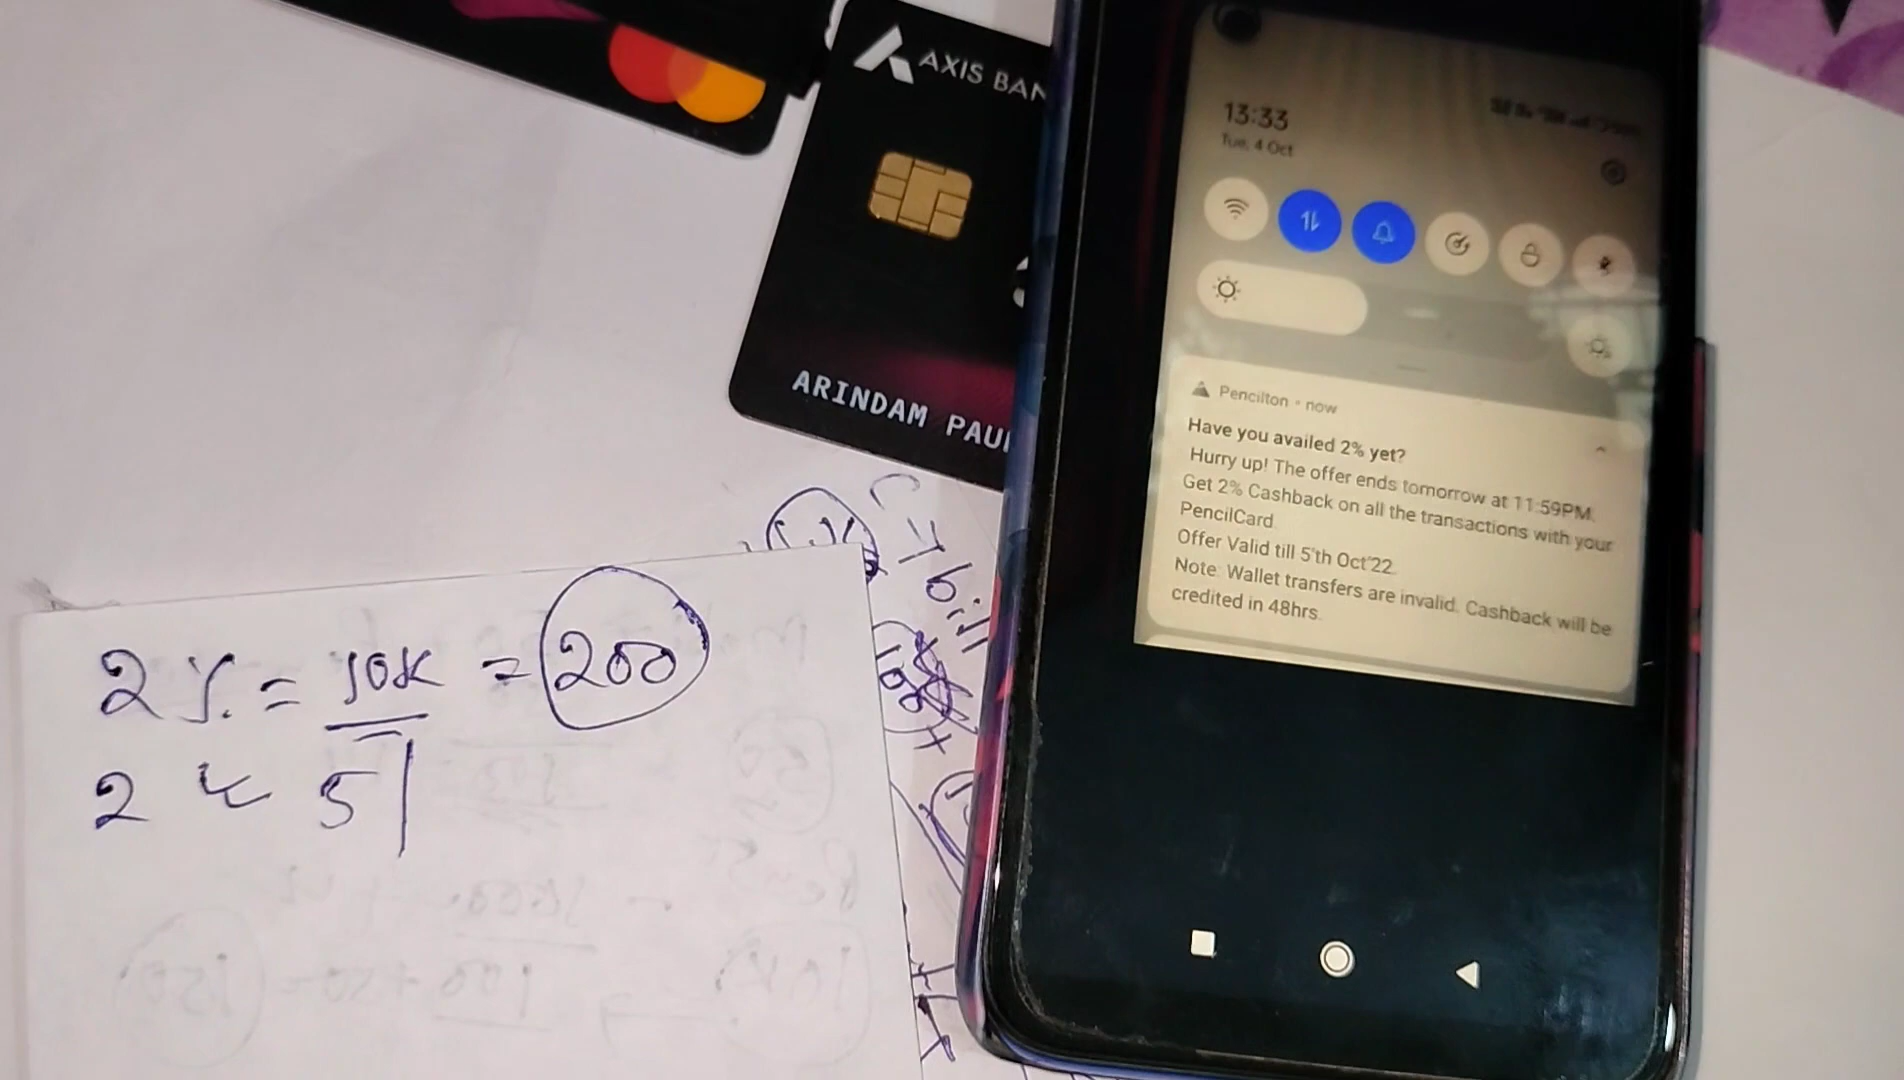 AXIS BAN
ARINDAM PAUL
13:33
Tue, 4 Oct
Pencilton • now
Have you availed 2% yet?
Hurry up! The offer ends tomorrow at 11:59PM.
Get 2% Cashback on all the transactions with your
PencilCard.
Offer Valid till 5'th Oct'22.
Note: Wallet transfers are invalid. Cashback will be
credited in 48hrs.
2% = 10K = 200
2 5
bill
100